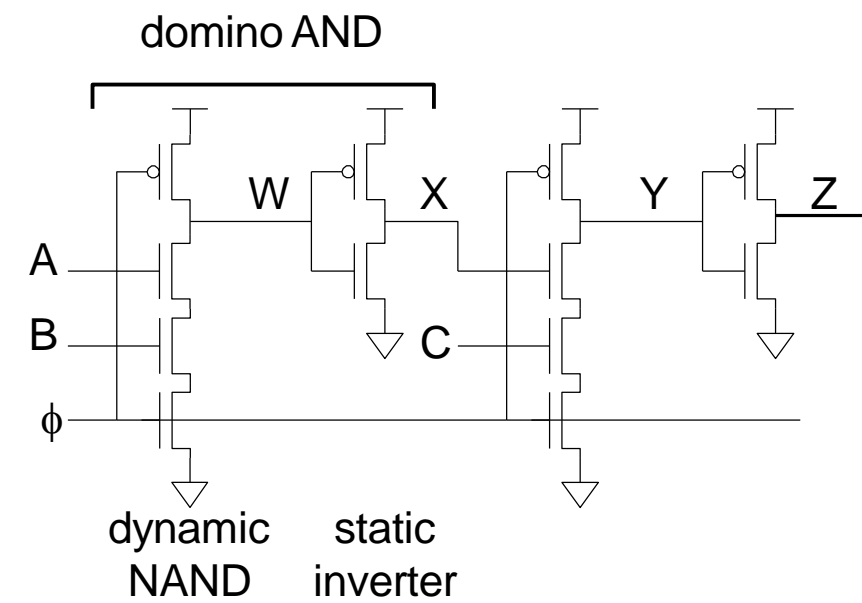 domino AND
W
X
Y
Z
A
B
C
ϕ
dynamic
NAND
static
inverter